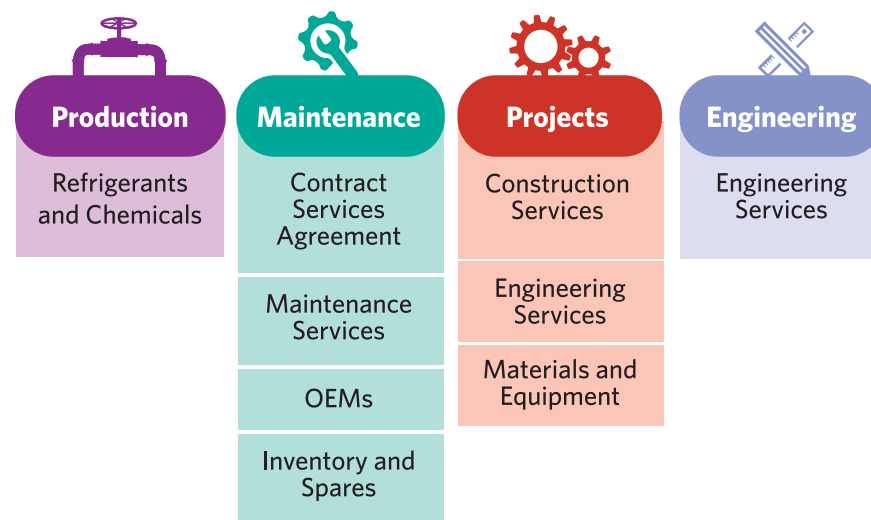 Production
Refrigerants
and Chemicals
Maintenance
Contract
Services
Agreement
Maintenance
Services
OEMs
Inventory and
Spares
Projects
Construction
Services
Engineering
Services
Materials and
Equipment
Engineering
Engineering
Services